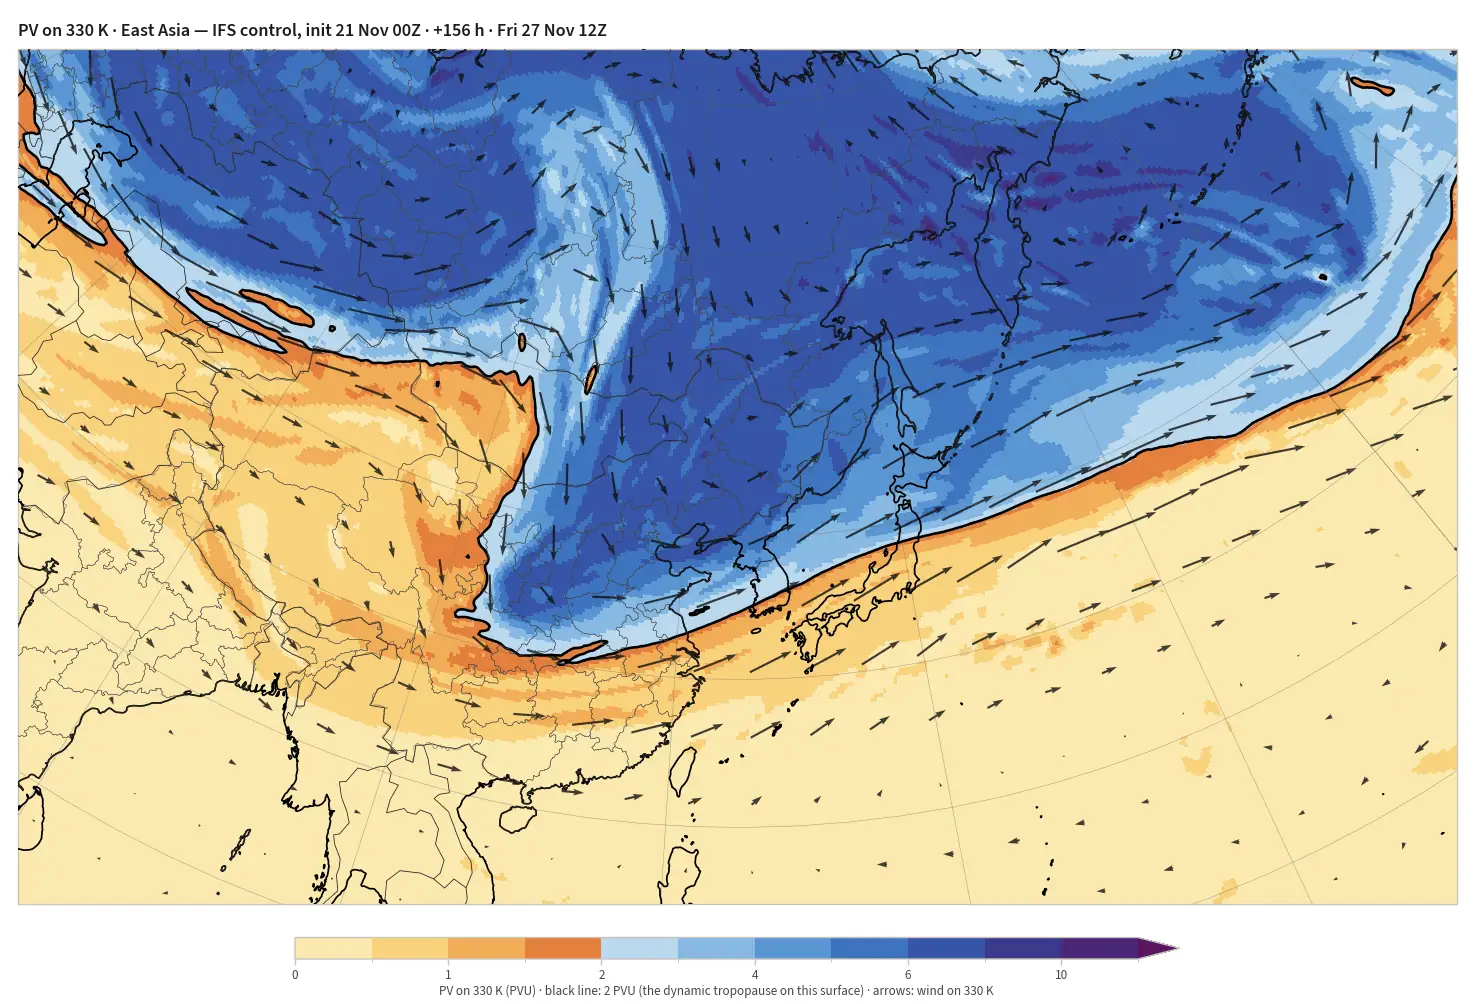 PV on 330 K · East Asia — IFS control, init 21 Nov 00Z · +156 h · Fri 27 Nov 12Z
0 1 2 4 6 10
PV on 330 K (PVU) · black line: 2 PVU (the dynamic tropopause on this surface) · arrows: wind on 330 K